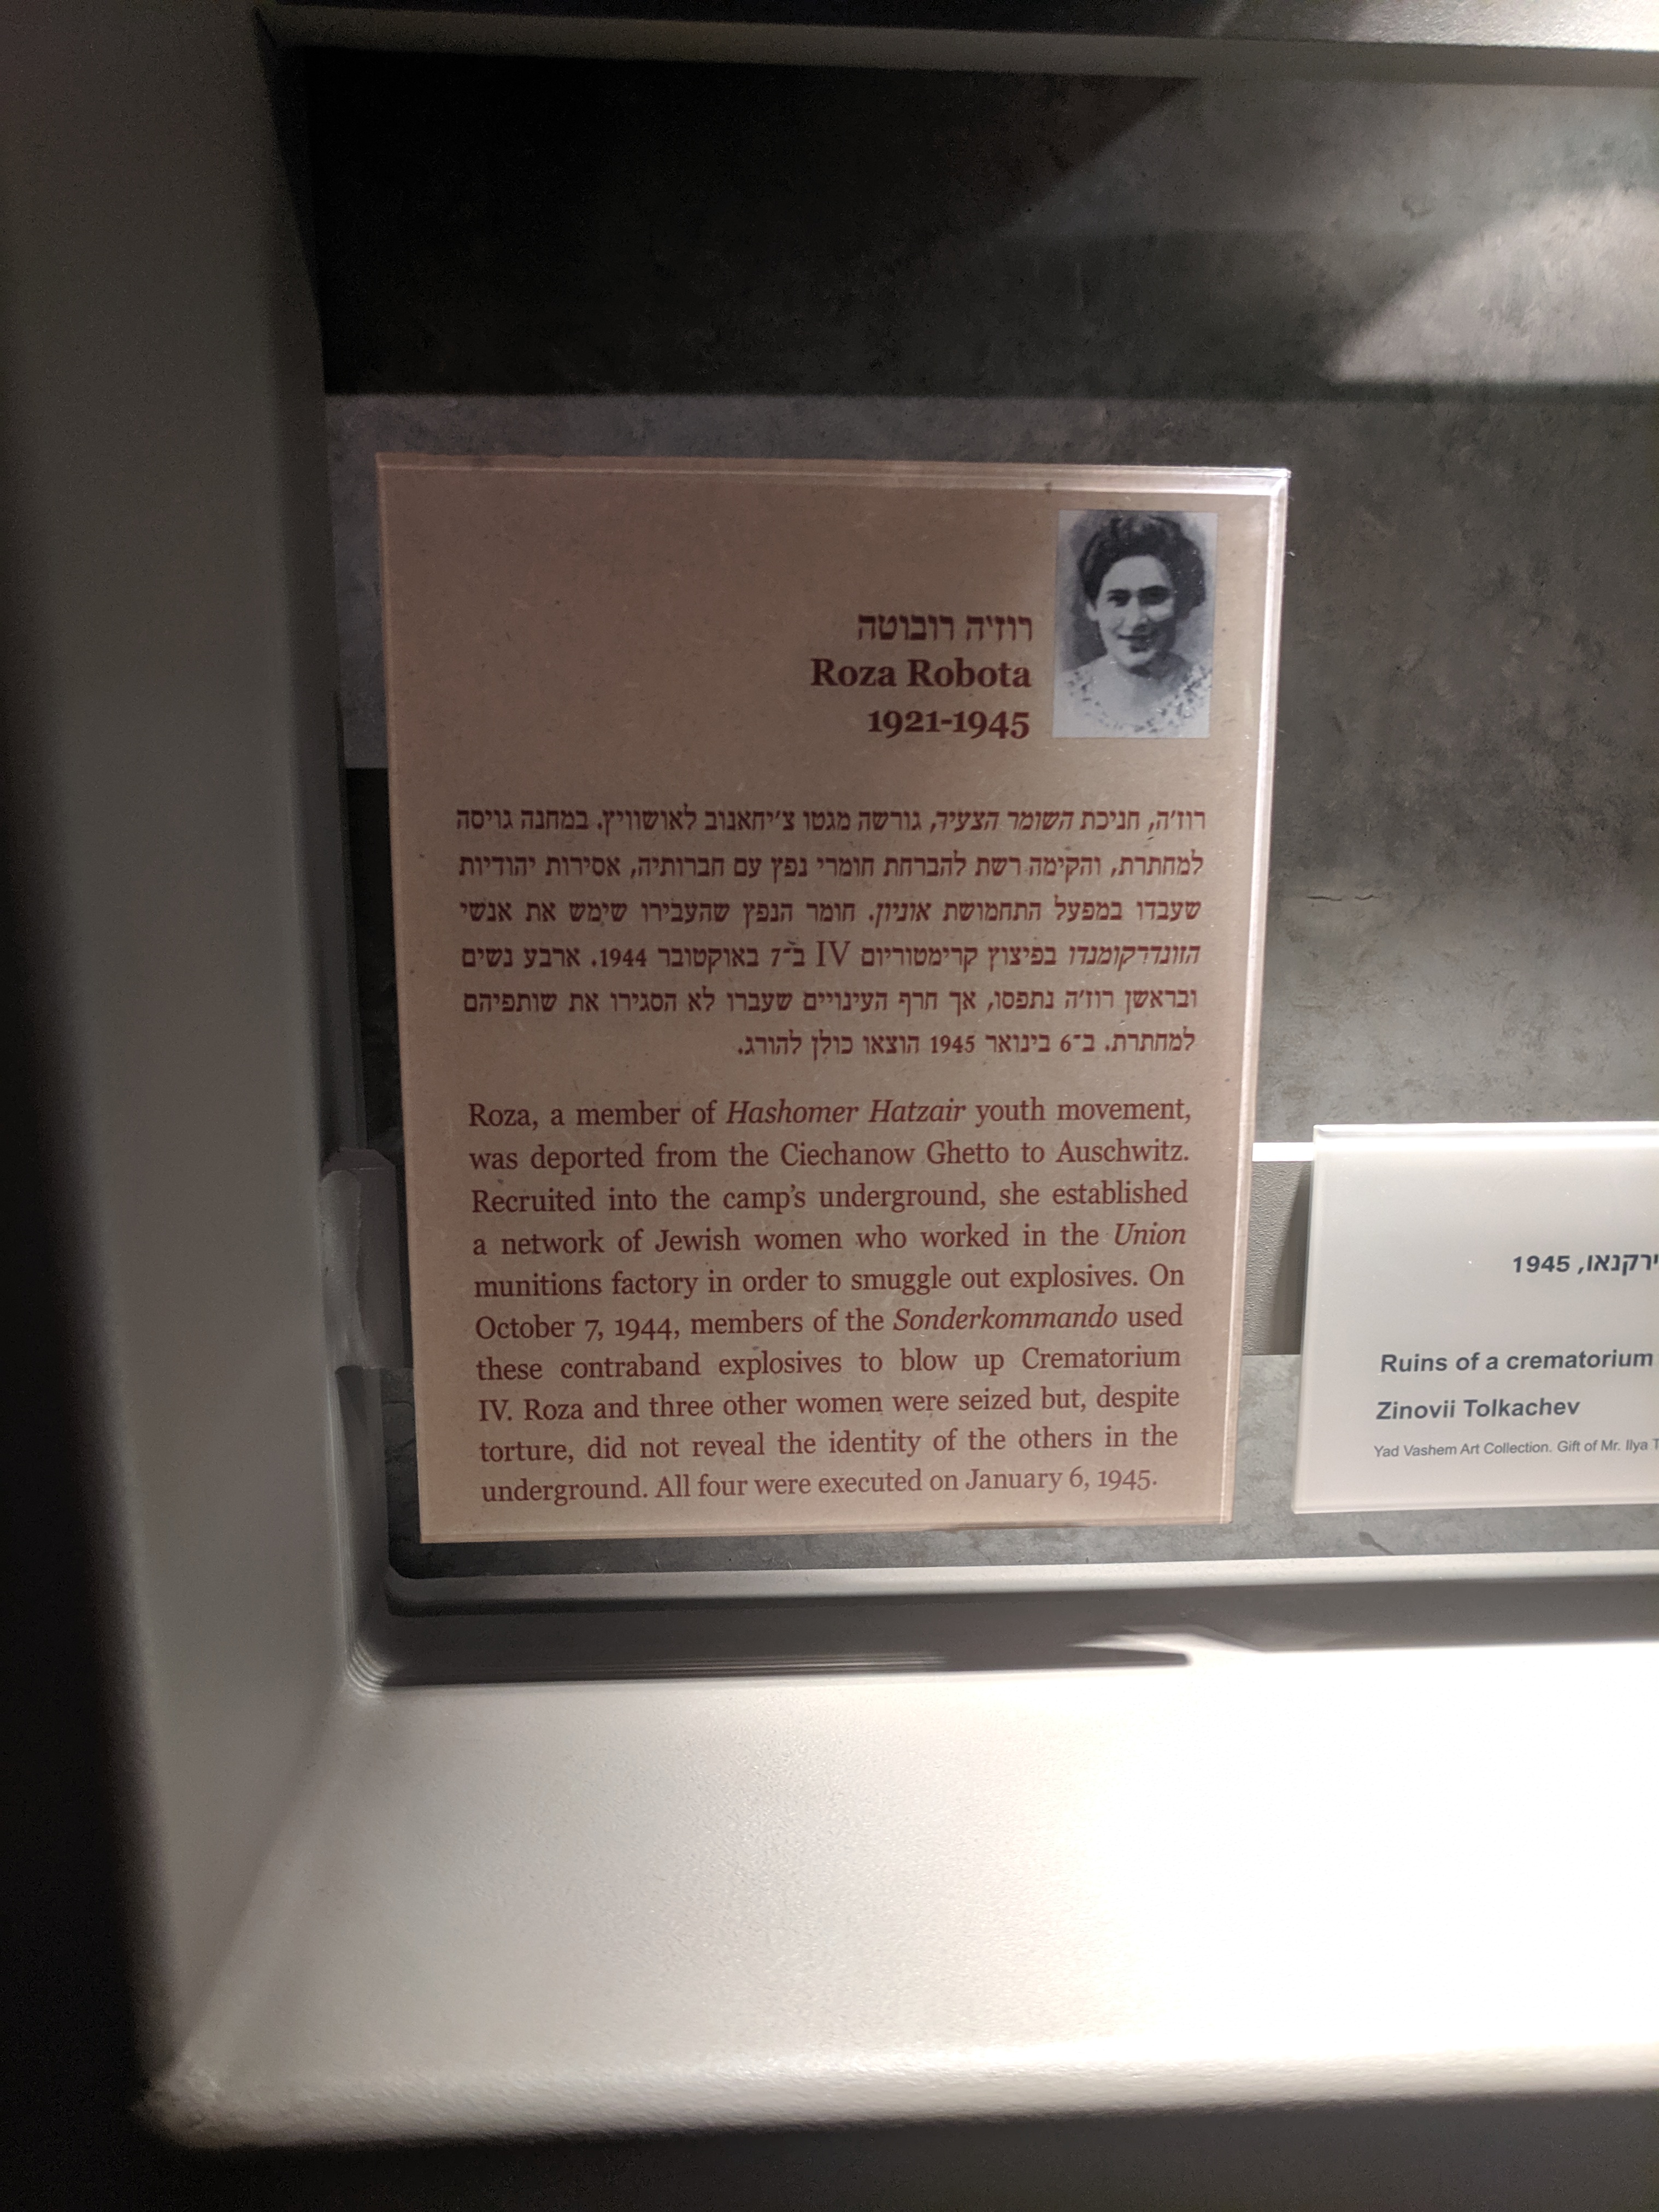 רוז׳ה רובוטה
Roza Robota
1921-1945
רוז׳ה, חניכת השומר הצעיר, גורשה מגטו צ׳יחאנוב לאושוויץ. במחנה גויסה
למחתרת, והקימה רשת להברחת חומרי נפץ עם חברותיה, אסירות יהודיות
שעבדו במפעל התחמושת אוניון. חומר הנפץ שהעבירו שימש את אנשי
הזונדרקומנדו בפיצוץ קרימטוריום IV ב־7 באוקטובר 1944. ארבע נשים
ובראשן רוז׳ה נתפסו, אך חרף העינויים שעברו לא הסגירו את שותפיהם
למחתרת. ב־6 בינואר 1945 הוצאו כולן להורג.
Roza, a member of Hashomer Hatzair youth movement,
was deported from the Ciechanow Ghetto to Auschwitz.
Recruited into the camp’s underground, she established
a network of Jewish women who worked in the Union
munitions factory in order to smuggle out explosives. On
October 7, 1944, members of the Sonderkommando used
these contraband explosives to blow up Crematorium
IV. Roza and three other women were seized but, despite
torture, did not reveal the identity of the others in the
underground. All four were executed on January 6, 1945.
1945
Ruins of a crematorium
Zinovii Tolkachev
Yad Vashem Art Collection. Gift of Mr. Ilya